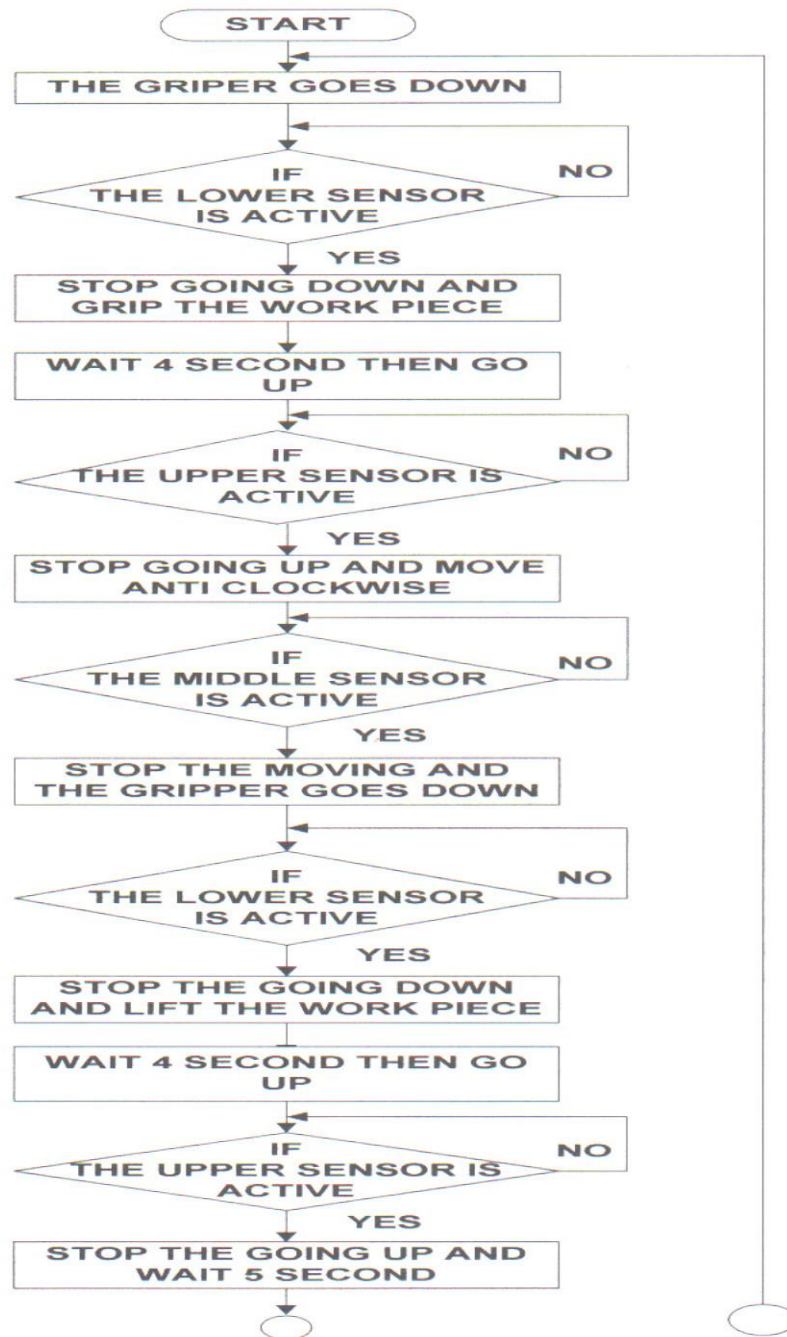 START
THE GRIPER GOES DOWN
IF
THE LOWER SENSOR
IS ACTIVE
NO
YES
STOP GOING DOWN AND
GRIP THE WORK PIECE
WAIT 4 SECOND THEN GO
UP
IF
THE UPPER SENSOR IS
ACTIVE
NO
YES
STOP GOING UP AND MOVE
ANTI CLOCKWISE
IF
THE MIDDLE SENSOR
IS ACTIVE
NO
YES
STOP THE MOVING AND
THE GRIPPER GOES DOWN
IF
THE LOWER SENSOR
IS ACTIVE
NO
YES
STOP THE GOING DOWN
AND LIFT THE WORK PIECE
WAIT 4 SECOND THEN GO
UP
IF
THE UPPER SENSOR IS
ACTIVE
NO
YES
STOP THE GOING UP AND
WAIT 5 SECOND